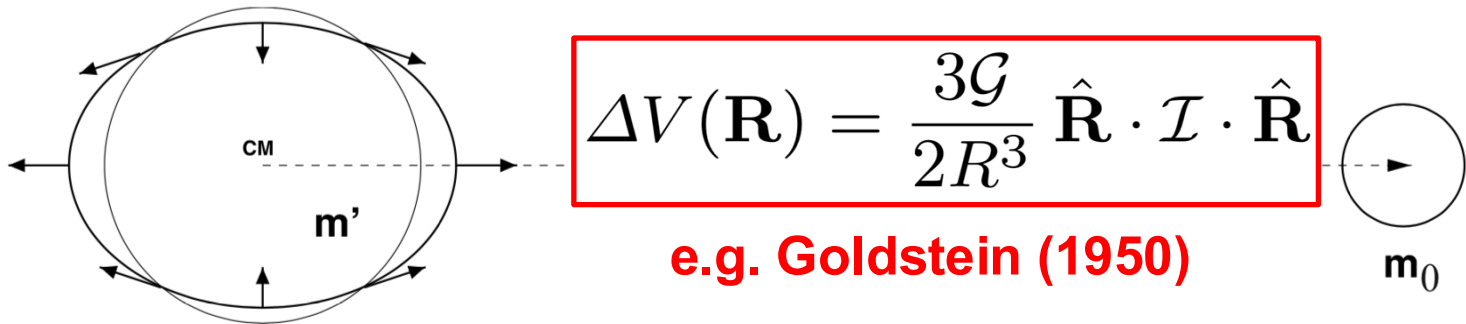 CM
m'
ΔV(R) = 3𝒢 / 2R³ R̂ · ℐ · R̂
e.g. Goldstein (1950)
m₀